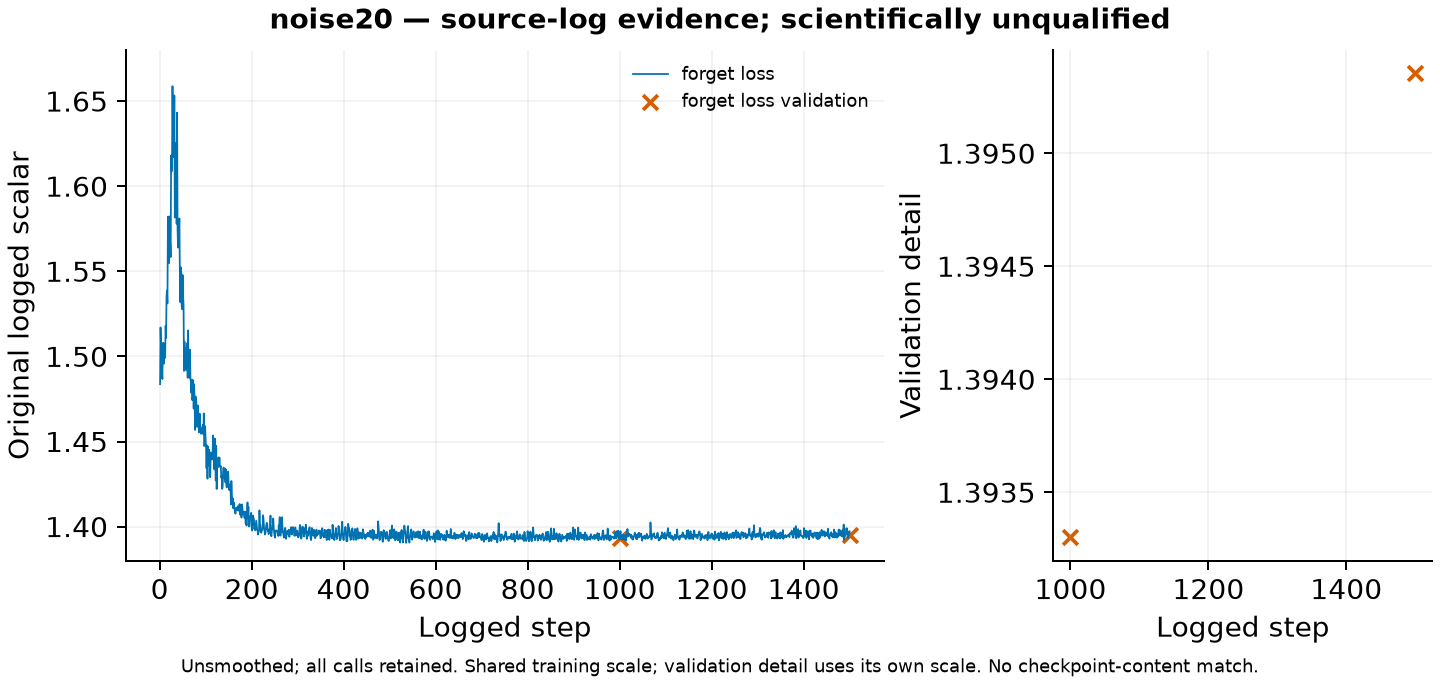 noise20 — source-log evidence; scientifically unqualified
forget loss
forget loss validation
Original logged scalar
1.65
1.60
1.55
1.50
1.45
1.40
0 200 400 600 800 1000 1200 1400
Logged step
Validation detail
1.3950
1.3945
1.3940
1.3935
1000 1200 1400
Logged step
Unsmoothed; all calls retained. Shared training scale; validation detail uses its own scale. No checkpoint-content match.